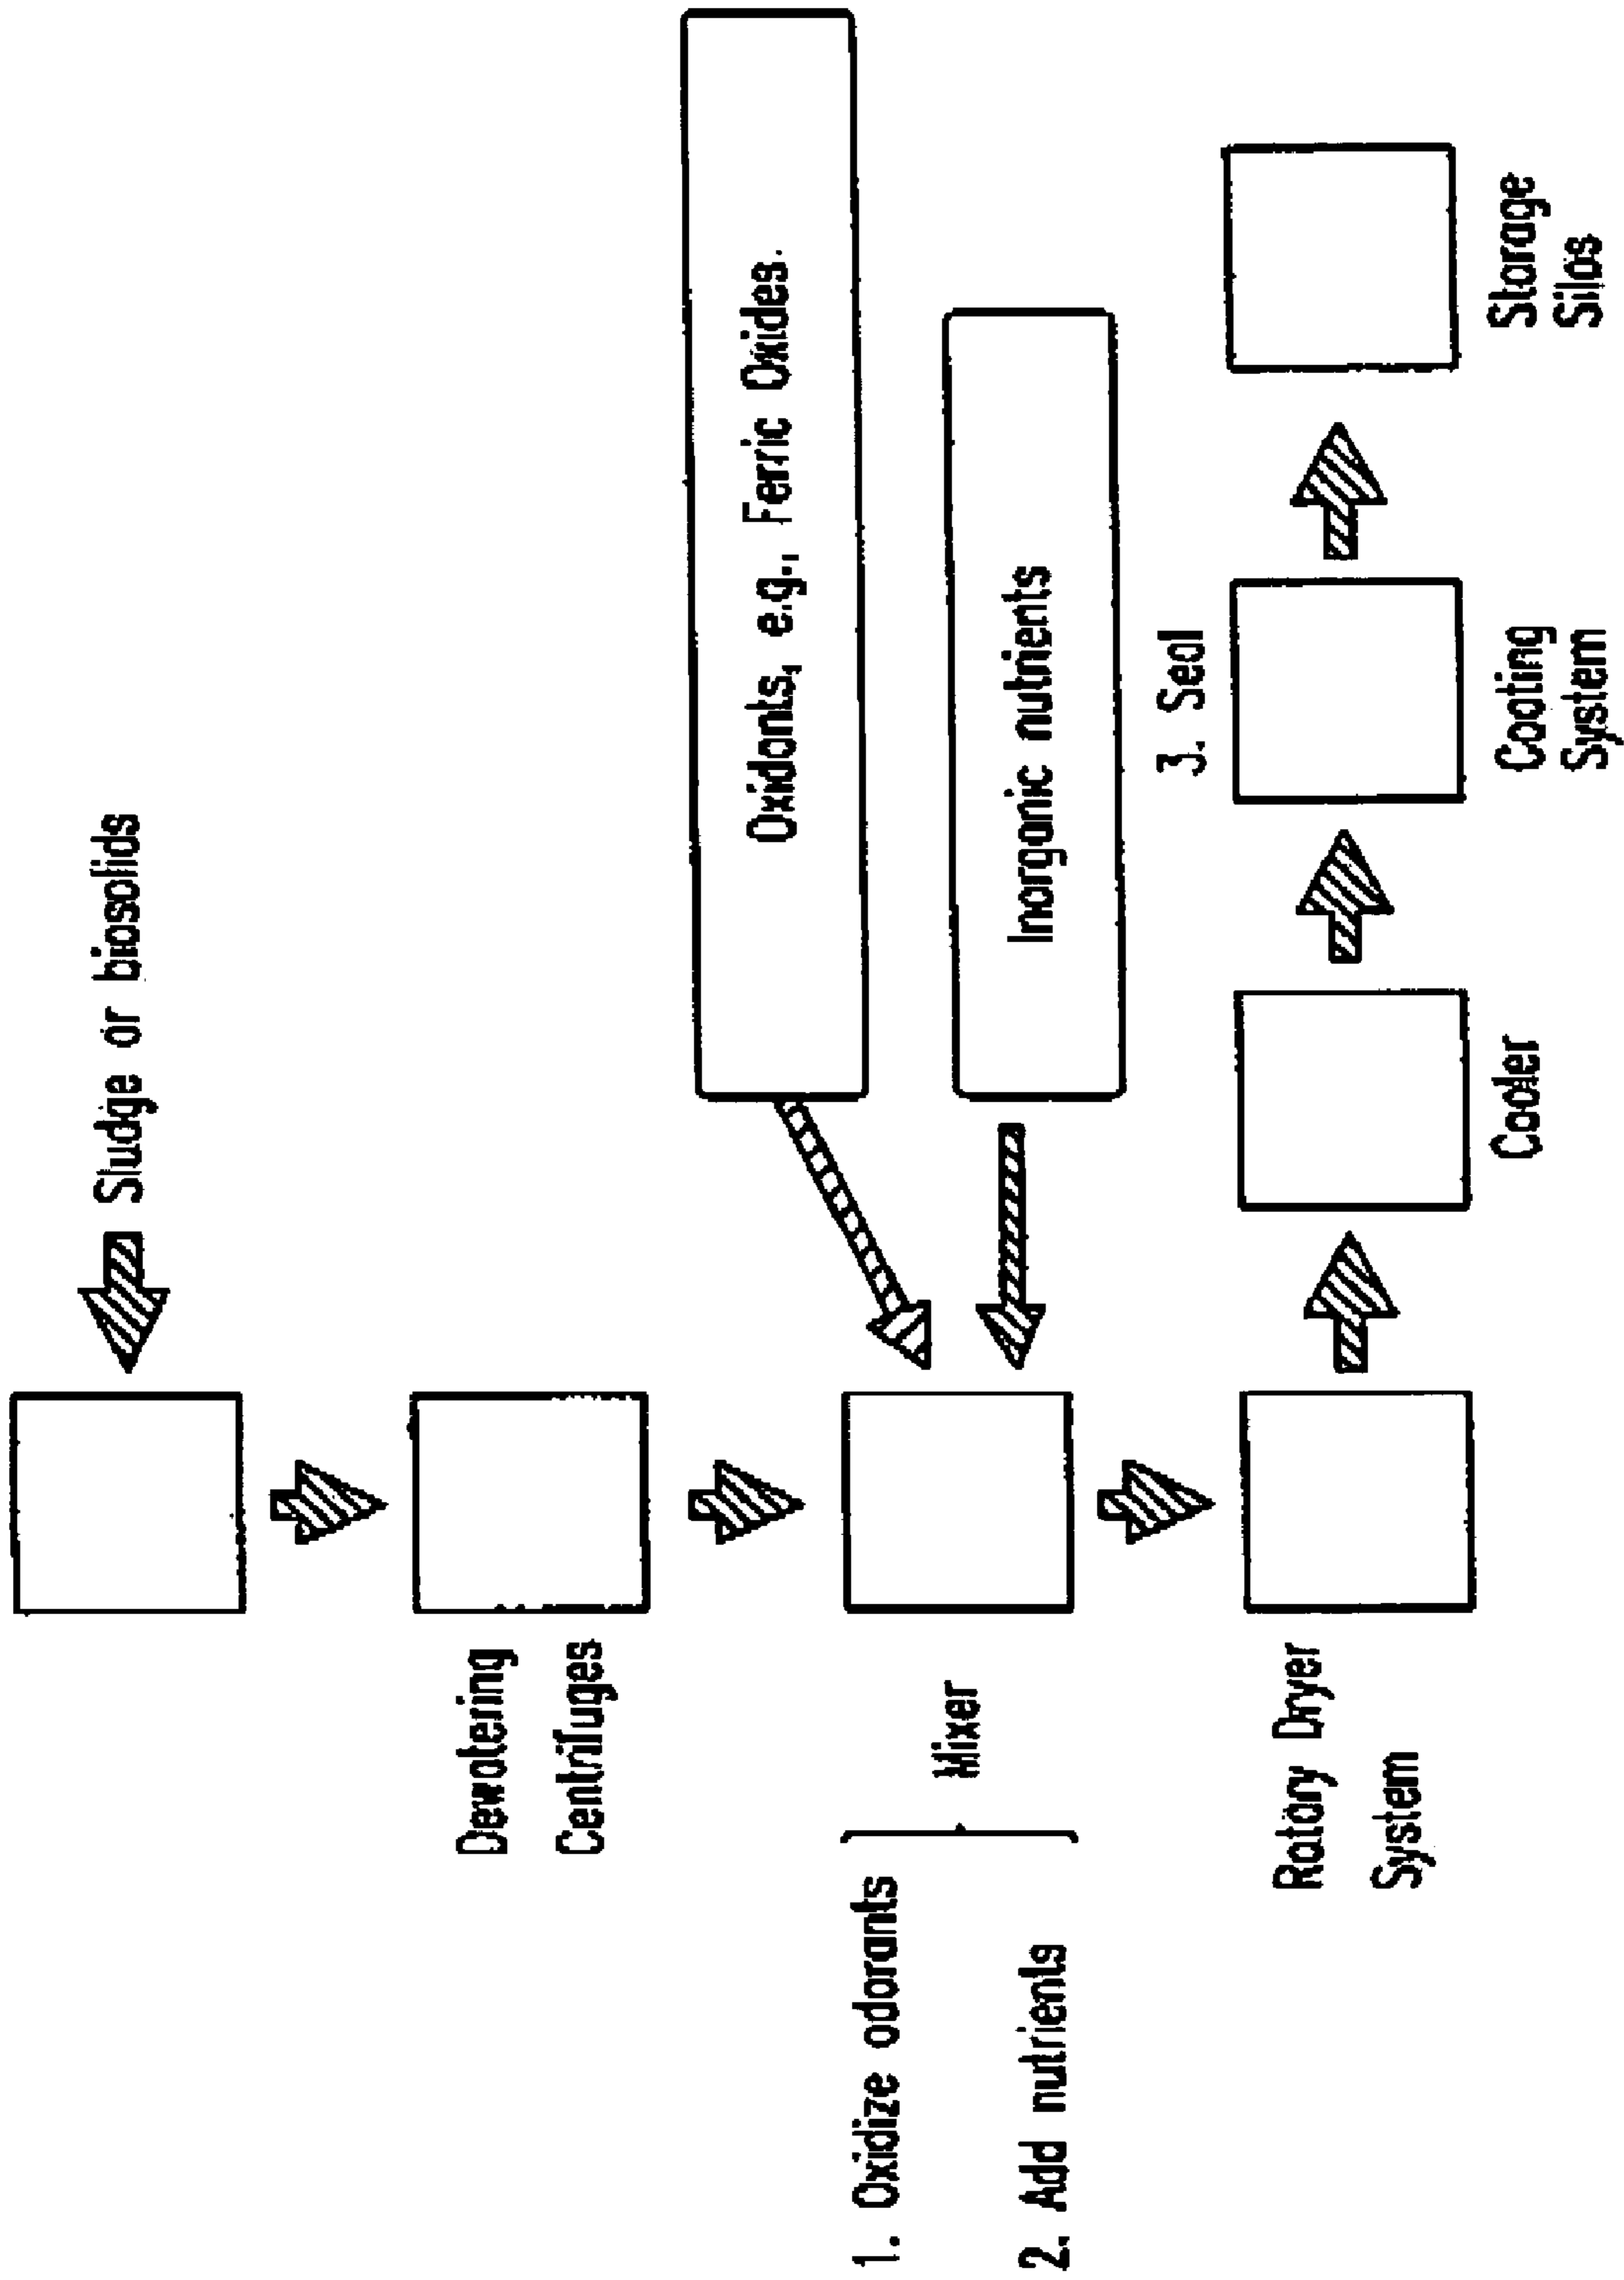 Sludge or biosolids
Dewatering
Centrifuges
Oxidants, e.g., Ferric Oxides.
Inorganic nutrients
1. Oxidize odorants
2. Add nutrients
Mixer
Rotary Dryer
System
Cooler
3. Seal
Coating
System
Storage
Silos